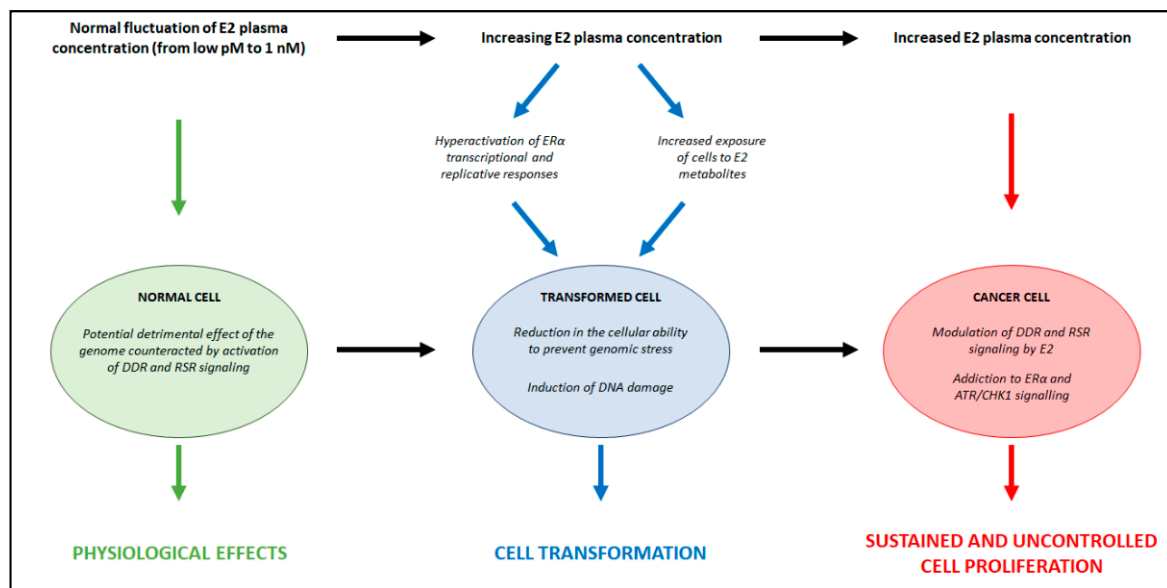 Normal fluctuation of E2 plasma
concentration (from low pM to 1 nM)
Increasing E2 plasma concentration
Increased E2 plasma concentration
Hyperactivation of ERα
transcriptional and
replicative responses
Increased exposure
of cells to E2
metabolites
NORMAL CELL
Potential detrimental effect of the
genome counteracted by activation
of DDR and RSR signaling
TRANSFORMED CELL
Reduction in the cellular ability
to prevent genomic stress
Induction of DNA damage
CANCER CELL
Modulation of DDR and RSR
signaling by E2
Addiction to ERα and
ATR/CHK1 signalling
PHYSIOLOGICAL EFFECTS
CELL TRANSFORMATION
SUSTAINED AND UNCONTROLLED
CELL PROLIFERATION